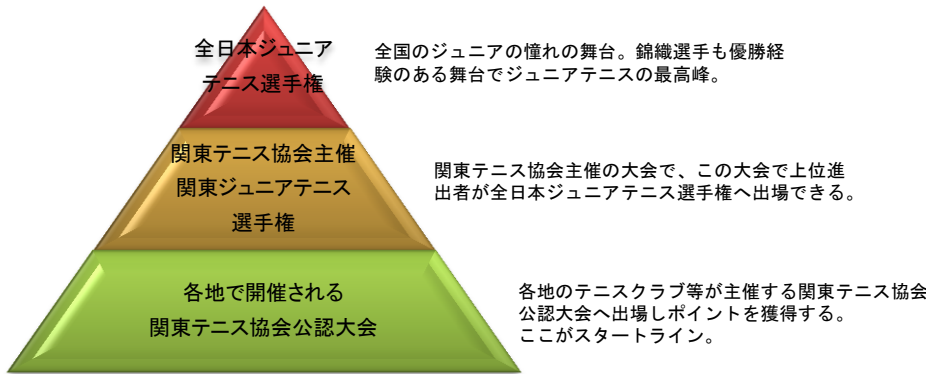 全日本ジュニア
テニス選手権
全国のジュニアの憧れの舞台。錦織選手も優勝経
験のある舞台でジュニアテニスの最高峰。
関東テニス協会主催
関東ジュニアテニス
選手権
関東テニス協会主催の大会で、この大会で上位進
出者が全日本ジュニアテニス選手権へ出場できる。
各地で開催される
関東テニス協会公認大会
各地のテニスクラブ等が主催する関東テニス協会
公認大会へ出場しポイントを獲得する。
ここがスタートライン。